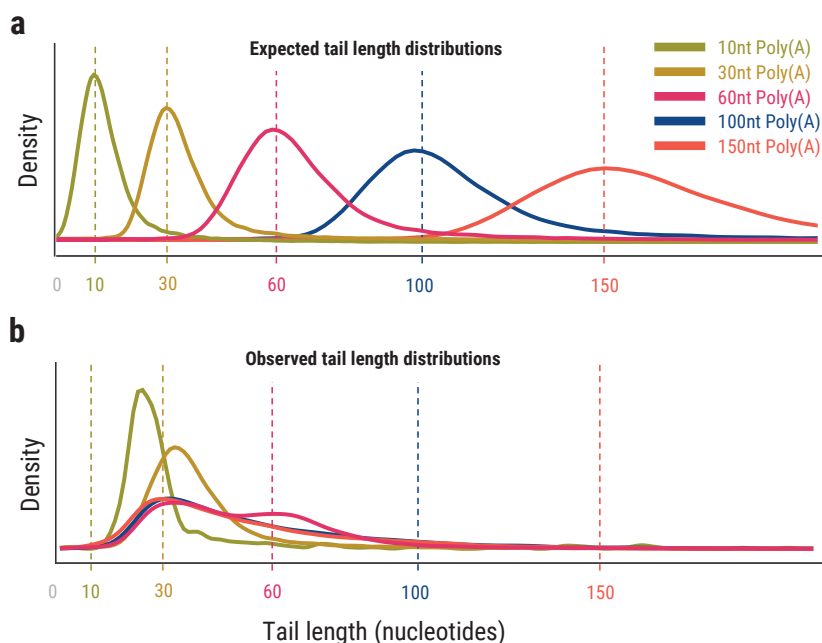 a
Expected tail length distributions
10nt Poly(A)
30nt Poly(A)
60nt Poly(A)
100nt Poly(A)
150nt Poly(A)
Density
0 10 30 60 100 150
b
Observed tail length distributions
Density
0 10 30 60 100 150
Tail length (nucleotides)